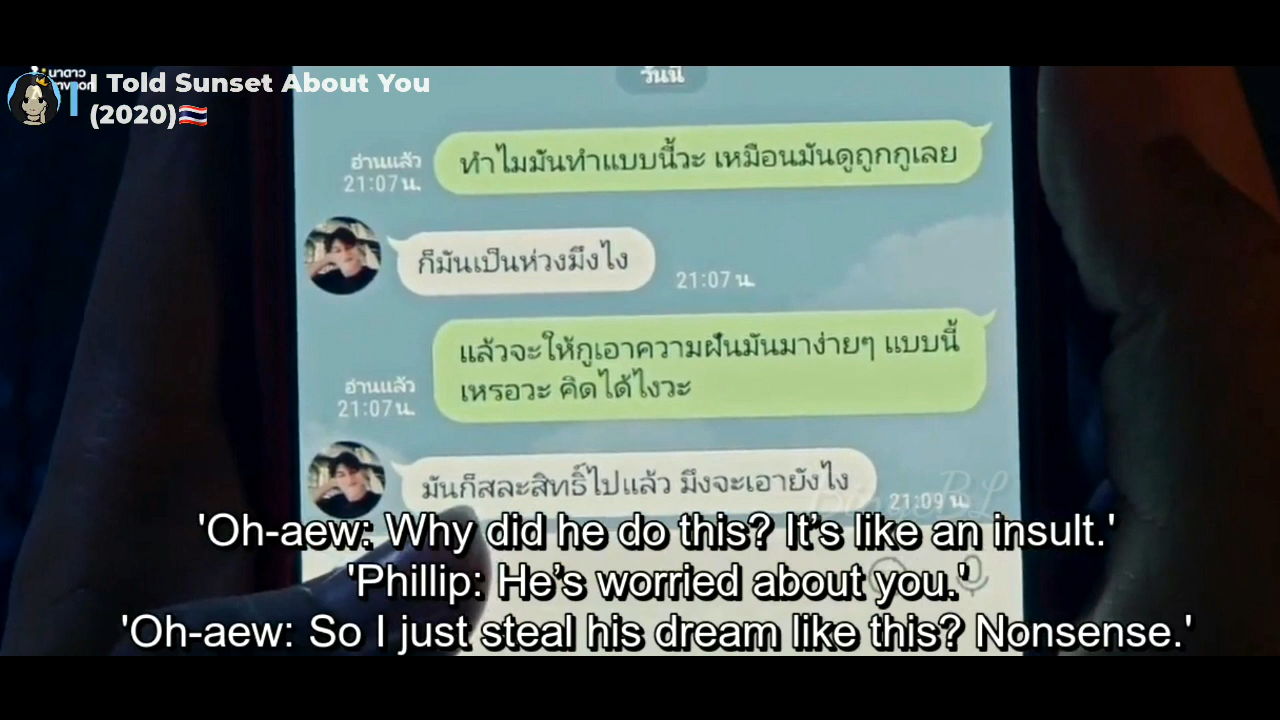 นาดาว
I Told Sunset About You
(2020)
วันนี้
ทำไมมันทำแบบนี้วะ เหมือนมันดูถูกกูเลย
อ่านแล้ว
21:07 น.
ก็มันเป็นห่วงมึงไง
21:07 น.
แล้วจะให้กูเอาความฝันมันมาง่ายๆ แบบนี้
เหรอวะ คิดได้ไงวะ
อ่านแล้ว
21:07 น.
มันก็สละสิทธิ์ไปแล้ว มึงจะเอายังไง
21:09 น.
'Oh-aew: Why did he do this? It’s like an insult.'
'Phillip: He’s worried about you.'
'Oh-aew: So I just steal his dream like this? Nonsense.'